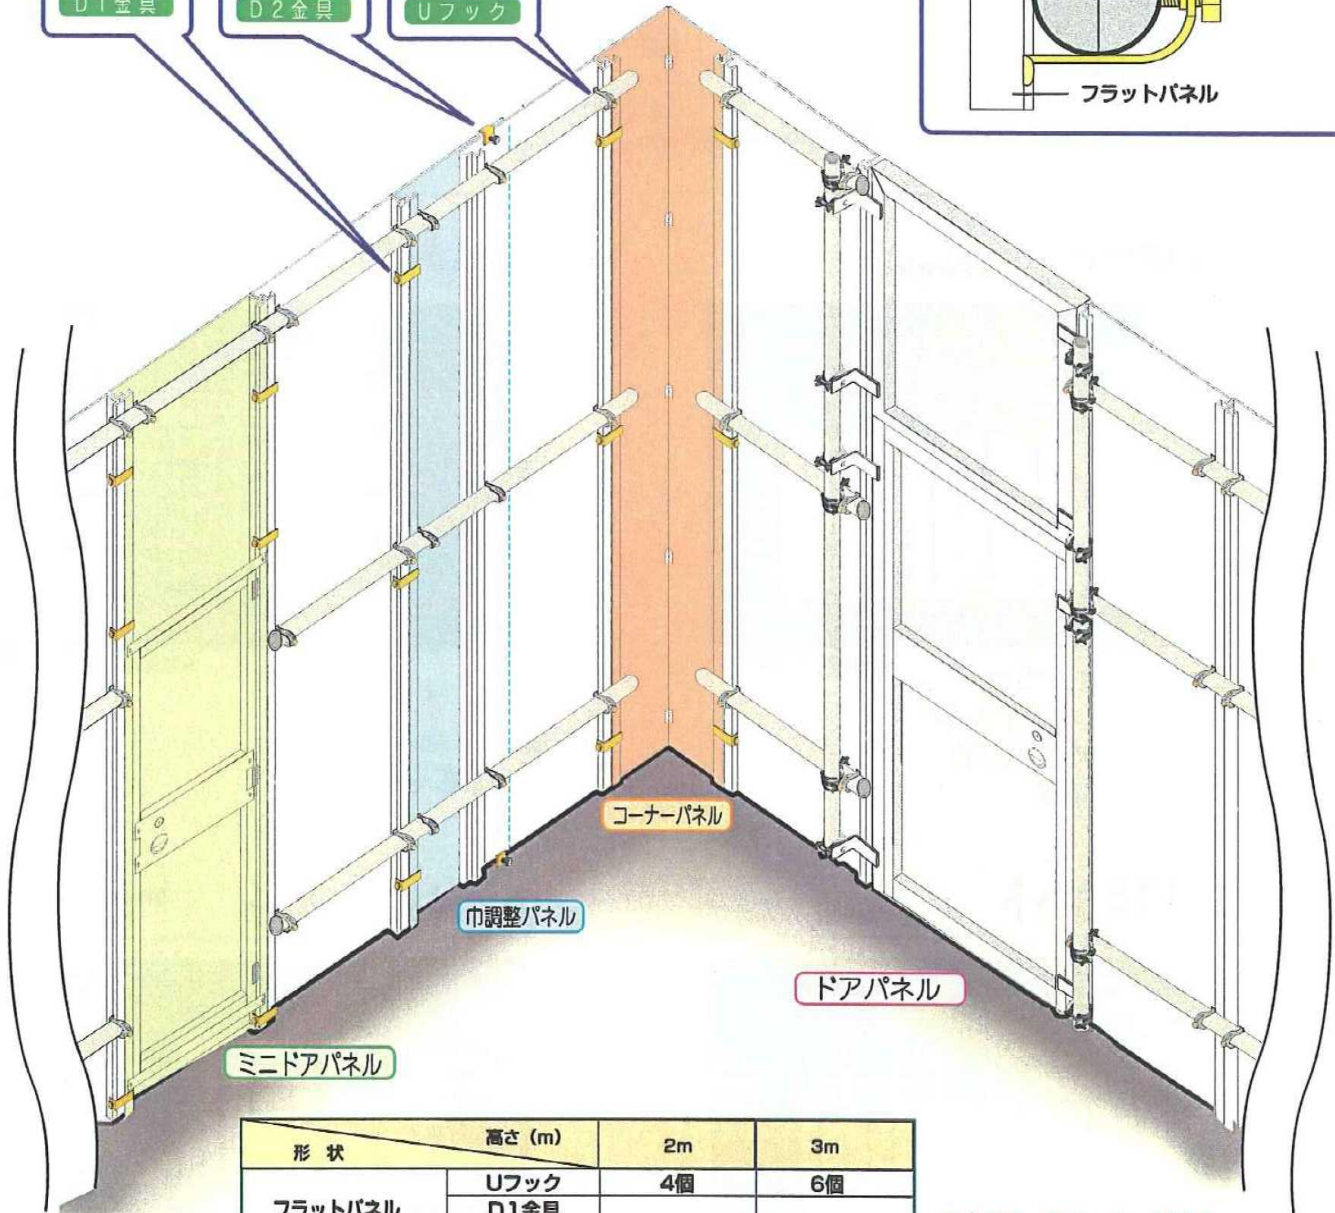 D1金具
D2金具
Uフック
フラットパネル
コーナーパネル
巾調整パネル
ドアパネル
ミニドアパネル
形状 高さ（m） 2m 3m
フラットパネル Uフック 4個 6個
D1金具